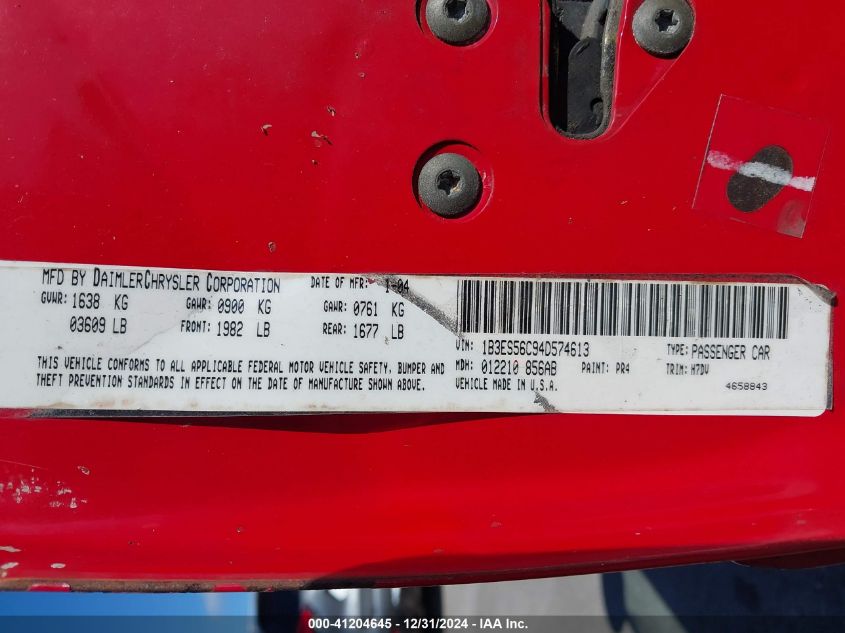 MFD BY DAIMLERCHRYSLER CORPORATION
DATE OF MFR: 1-04
GVWR: 1638 KG
GAWR: 0900 KG
GAWR: 0761 KG
03609 LB
FRONT: 1982 LB
REAR: 1677 LB
THIS VEHICLE CONFORMS TO ALL APPLICABLE FEDERAL MOTOR VEHICLE SAFETY, BUMPER AND
THEFT PREVENTION STANDARDS IN EFFECT ON THE DATE OF MANUFACTURE SHOWN ABOVE.
VIN: 1B3ES56C94D574613
TYPE: PASSENGER CAR
MDH: 012210 856AB
PAINT: PR4
TRIM: H7DV
VEHICLE MADE IN U.S.A.
4658843
000-41204645 - 12/31/2024 - IAA Inc.